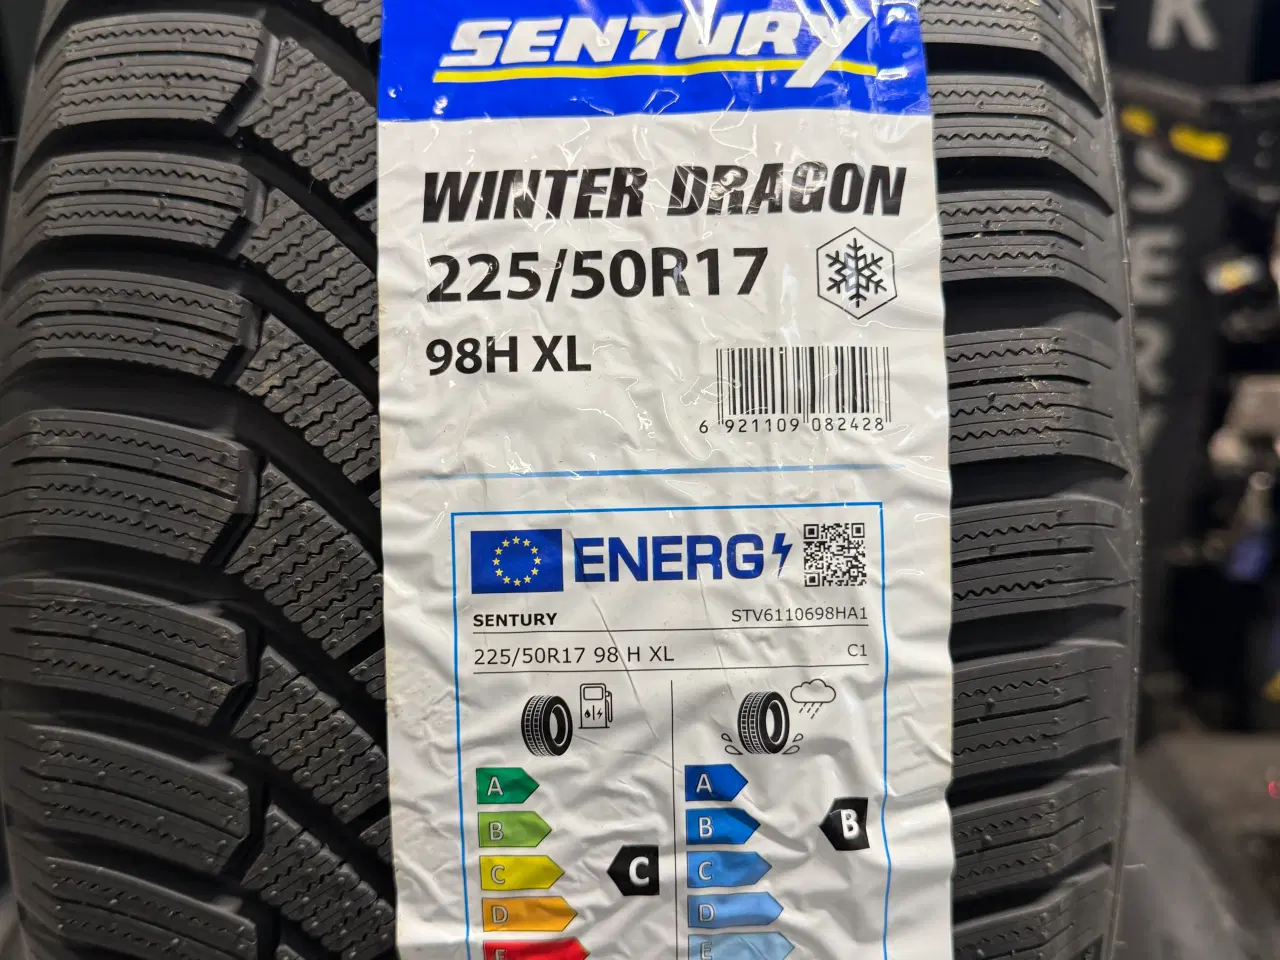 SENTURY
WINTER DRAGON
225/50R17
98H XL
6 921109 082428
ENERG
SENTURY STV6110698HA1
225/50R17 98 H XL C1
A A
B B B
C C C
D D
E E
K
S
E
R